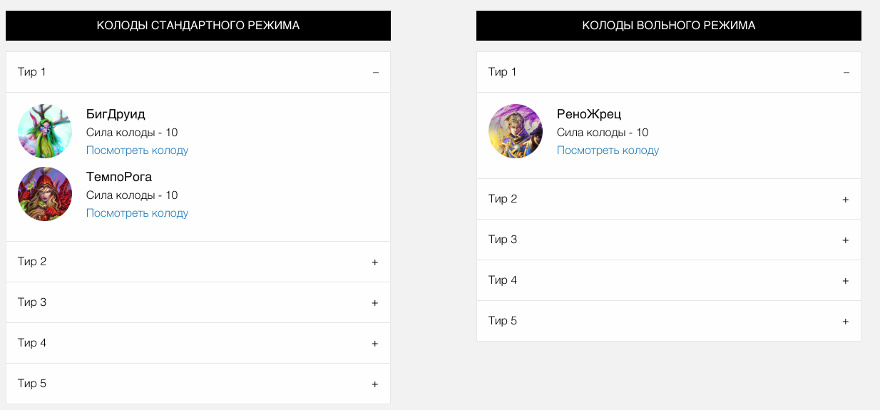 КОЛОДЫ СТАНДАРТНОГО РЕЖИМА
Тир 1 –
БигДруид
Сила колоды - 10
Посмотреть колоду
ТемпоРога
Сила колоды - 10
Посмотреть колоду
Тир 2 +
Тир 3 +
Тир 4 +
Тир 5 +
КОЛОДЫ ВОЛЬНОГО РЕЖИМА
Тир 1 –
РеноЖрец
Сила колоды - 10
Посмотреть колоду
Тир 2 +
Тир 3 +
Тир 4 +
Тир 5 +